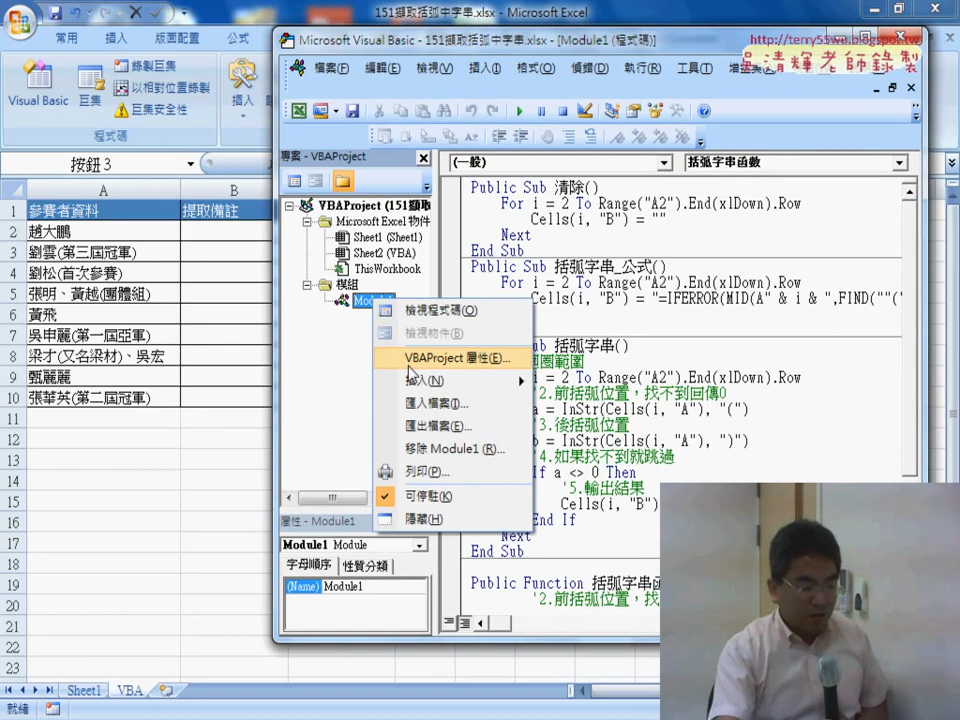 151擷取括弧中字串.xlsx - Microsoft Excel
常用 插入 版面配置 公式
Visual Basic 巨集 錄製巨集
以相對位置錄製
巨集安全性
插入
程式碼
按鈕 3
A B
1 參賽者資料 提取備註
2 趙大鵬
3 劉雲(第三屆冠軍)
4 劉松(首次參賽)
5 張明、黃越(團體組)
6 黃飛
7 吳申麗(第一屆亞軍)
8 梁才(又名梁材)、吳宏
9 甄麗麗
10 張華英(第二屆冠軍)
11
12
13
14
15
16
17
18
19
20
21
22
23
Sheet1 VBA
就緒
Microsoft Visual Basic - 151擷取括弧中字串.xlsx - [Module1 (程式碼)]
http://terry55wu.blogspot.tw
吳清輝老師錄製
檔案(F) 編輯(E) 檢視(V) 插入(I) 格式(O) 偵錯(D) 執行(R) 工具(T)
專案 - VBAProject
VBAProject (151擷取
Microsoft Excel 物件
Sheet1 (Sheet1)
Sheet2 (VBA)
ThisWorkbook
模組
檢視程式碼(O)
檢視物件(B)
VBAProject 屬性(E)...
插入(N)
匯入檔案(I)...
匯出檔案(E)...
移除 Module1 (R)...
列印(P)...
可停駐(K)
隱藏(H)
屬性 - Module1
Module1 Module
字母順序 性質分類
(Name) Module1
(一般) 括弧字串函數
Public Sub 清除()
For i = 2 To Range("A2").End(xlDown).Row
Cells(i, "B") = ""
Next
End Sub
Public Sub 括弧字串_公式()
For i = 2 To Range("A2").End(xlDown).Row
Cells(i, "B") = "=IFERROR(MID(A" & i & ",FIND(""("
ub 括弧字串()
圈範圍
i = 2 To Range("A2").End(xlDown).Row
'2.前括弧位置，找不到回傳0
a = InStr(Cells(i, "A"), "(")
'3.後括弧位置
b = InStr(Cells(i, "A"), ")")
'4.如果找不到就跳過
If a <> 0 Then
'5.輸出結果
Cells(i, "B")
End If
Next
End Sub
Public Function 括弧字串
'2.前括弧位置，找